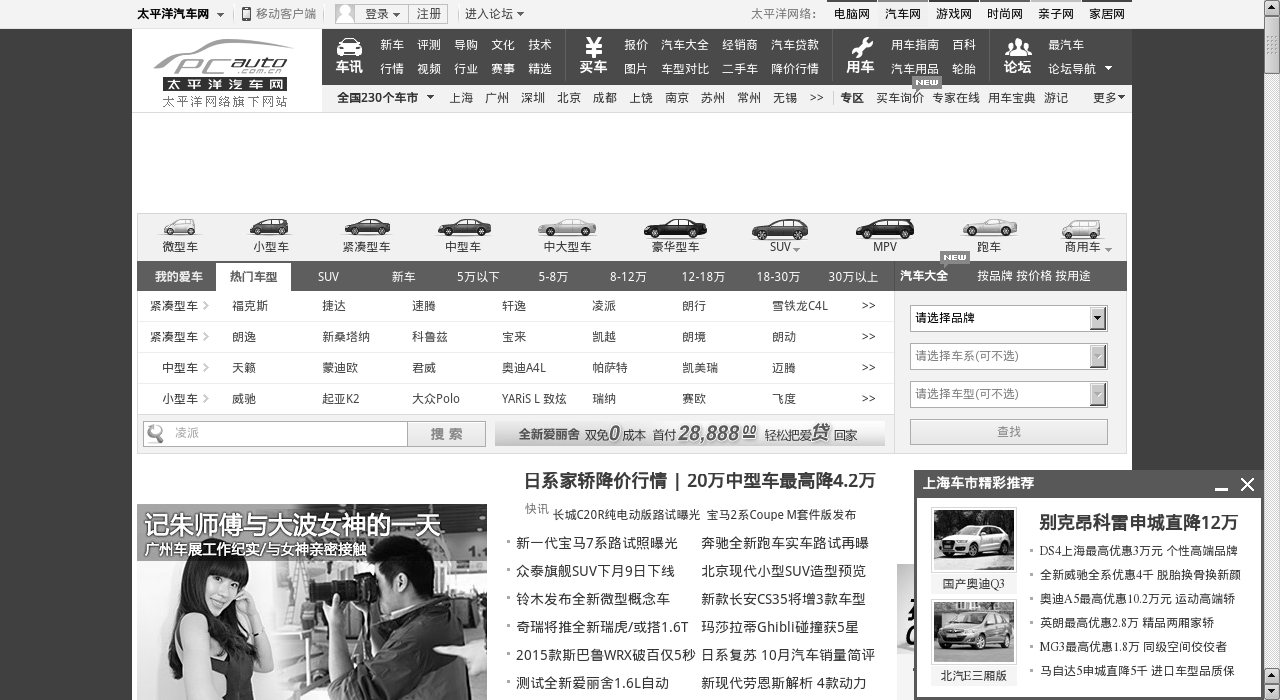 太平洋汽车网 移动客户端 登录 注册 进入论坛 太平洋网络: 电脑网 汽车网 游戏网 时尚网 亲子网 家居网
PCauto .com.cn
太平洋汽车网
太平洋网络旗下网站
车讯 新车 评测 导购 文化 技术
行情 视频 行业 赛事 精选
买车 报价 汽车大全 经销商 汽车贷款
图片 车型对比 二手车 降价行情
用车 用车指南 百科
汽车用品 轮胎
论坛 最汽车
论坛导航
NEW
全国230个车市 上海 广州 深圳 北京 成都 上饶 南京 苏州 常州 无锡 >> 专区 买车询价 专家在线 用车宝典 游记 更多
微型车 小型车 紧凑型车 中型车 中大型车 豪华型车 SUV MPV 跑车 商用车
NEW
我的爱车 热门车型 SUV 新车 5万以下 5-8万 8-12万 12-18万 18-30万 30万以上 汽车大全 按品牌 按价格 按用途
紧凑型车 福克斯 捷达 速腾 轩逸 凌派 朗行 雪铁龙C4L >>
紧凑型车 朗逸 新桑塔纳 科鲁兹 宝来 凯越 朗境 朗动 >>
中型车 天籁 蒙迪欧 君威 奥迪A4L 帕萨特 凯美瑞 迈腾 >>
小型车 威驰 起亚K2 大众Polo YARiS L 致炫 瑞纳 赛欧 飞度 >>
请选择品牌
请选择车系(可不选)
请选择车型(可不选)
查找
凌派 搜 索 全新爱丽舍 双免0成本 首付28,888.00 轻松把爱贷回家
日系家轿降价行情 | 20万中型车最高降4.2万
快讯 长城C20R纯电动版路试曝光 宝马2系Coupe M套件版发布
新一代宝马7系路试照曝光 奔驰全新跑车实车路试再曝
众泰旗舰SUV下月9日下线 北京现代小型SUV造型预览
铃木发布全新微型概念车 新款长安CS35将增3款车型
奇瑞将推全新瑞虎/或搭1.6T 玛莎拉蒂Ghibli碰撞获5星
2015款斯巴鲁WRX破百仅5秒 日系复苏 10月汽车销量简评
测试全新爱丽舍1.6L自动 新现代劳恩斯解析 4款动力
记朱师傅与大波女神的一天
广州车展工作纪实/与女神亲密接触
上海车市精彩推荐
别克昂科雷申城直降12万
DS4上海最高优惠3万元 个性高端品牌
全新威驰全系优惠4千 脱胎换骨换新颜
奥迪A5最高优惠10.2万元 运动高端轿
英朗最高优惠2.8万 精品两厢家轿
MG3最高优惠1.8万 同级空间佼佼者
马自达5申城直降5千 进口车型品质保
国产奥迪Q3
北汽E三厢版